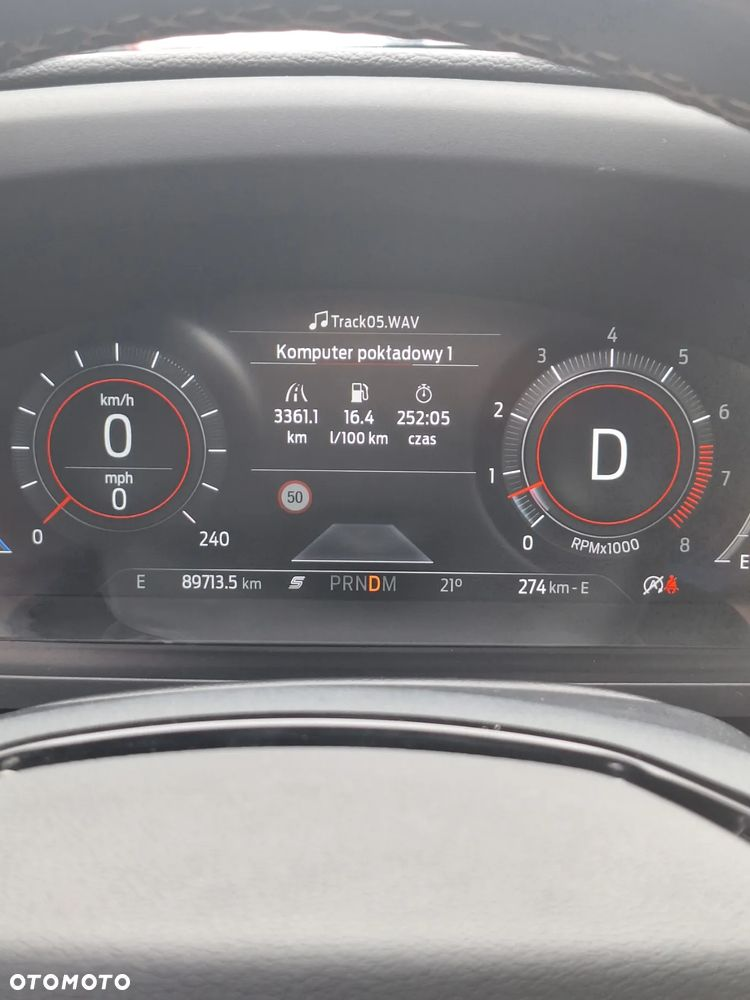 Track05.WAV
Komputer pokładowy 1
3361.1 16.4 252:05
km l/100 km czas
50
km/h
0
mph
0
0 240
0 1 2 3 4 5 6 7 8
D
RPMx1000
E
E 89713.5 km PRNDM 21° 274 km - E
OTOMOTO